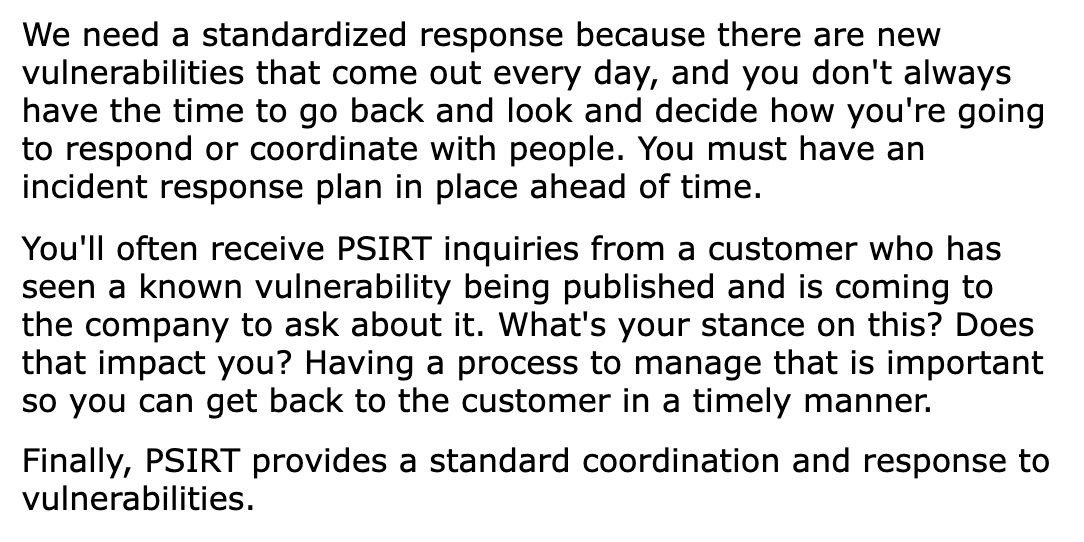 We need a standardized response because there are new
vulnerabilities that come out every day, and you don't always
have the time to go back and look and decide how you're going
to respond or coordinate with people. You must have an
incident response plan in place ahead of time.
You'll often receive PSIRT inquiries from a customer who has
seen a known vulnerability being published and is coming to
the company to ask about it. What's your stance on this? Does
that impact you? Having a process to manage that is important
so you can get back to the customer in a timely manner.
Finally, PSIRT provides a standard coordination and response to
vulnerabilities.